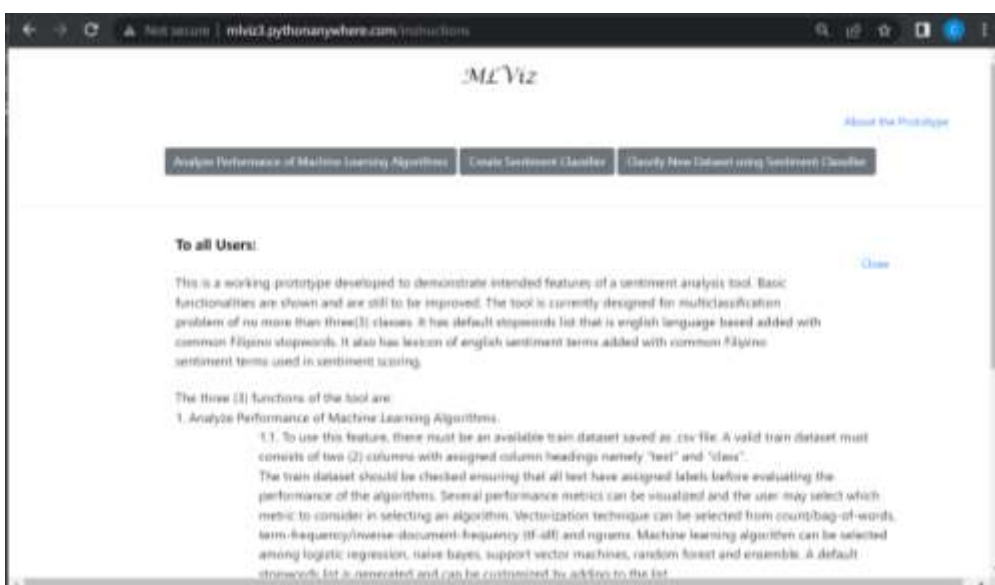 Not secure | mlviz3.pythonanywhere.com/instructions
MLViz
About the Prototype
Analyze Performance of Machine Learning Algorithms Create Sentiment Classifier Classify New Dataset using Sentiment Classifier
To all Users:
Close
This is a working prototype developed to demonstrate intended features of a sentiment analysis tool. Basic
functionalities are shown and are still to be improved. The tool is currently designed for multiclassification
problem of no more than three(3) classes. It has default stopwords list that is english language based added with
common Filipino stopwords. It also has lexicon of english sentiment terms added with common Filipino
sentiment terms used in sentiment scoring.
The three (3) functions of the tool are:
1. Analyze Performance of Machine Learning Algorithms.
1.1. To use this feature, there must be an available train dataset saved as .csv file. A valid train dataset must
consists of two (2) columns with assigned column headings namely "text" and "class".
The train dataset should be checked ensuring that all text have assigned labels before evaluating the
performance of the algorithms. Several performance metrics can be visualized and the user may select which
metric to consider in selecting an algorithm. Vectorization technique can be selected from count/bag-of-words,
term-frequency/inverse-document-frequency (tf-idf) and ngrams. Machine learning algorithm can be selected
among logistic regression, naive bayes, support vector machines, random forest and ensemble. A default
stopwords list is generated and can be customized by adding to the list.